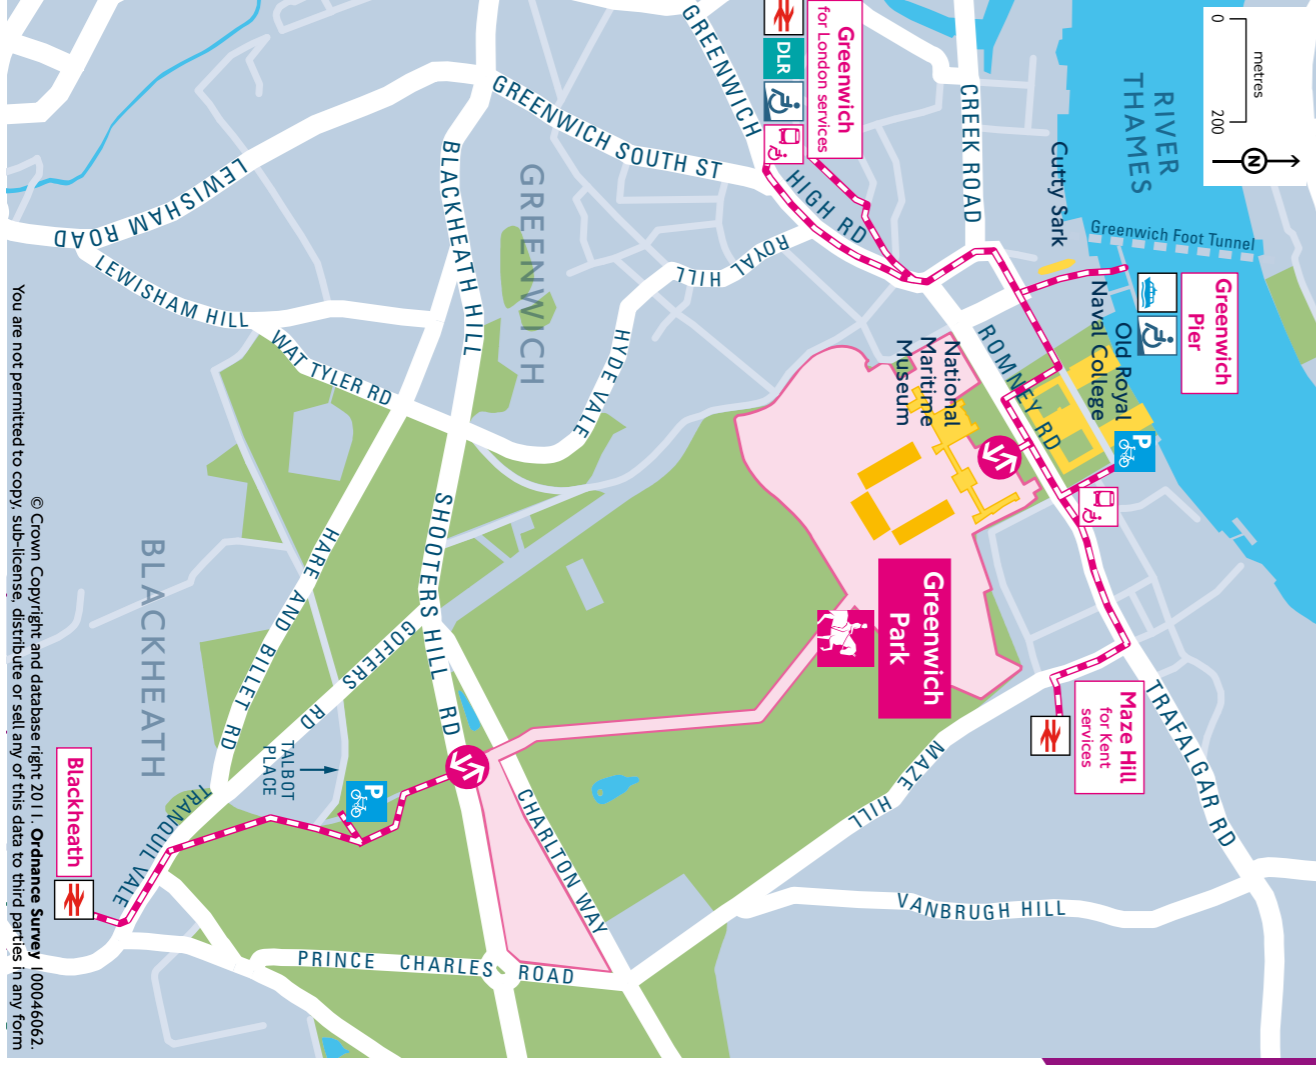 0
200
metres
N
RIVER
THAMES
Greenwich Foot Tunnel
Cutty Sark
Greenwich
Pier
Old Royal
Naval College
P
Greenwich
for London services
DLR
GREENWICH
HIGH RD
CREEK ROAD
GREENWICH SOUTH ST
ROYAL HILL
ROMNEY RD
National
Maritime
Museum
GREENWICH
BLACKHEATH HILL
LEWISHAM ROAD
LEWISHAM HILL
WAT TYLER RD
HYDE VALE
SHOOTERS HILL RD
HARE AND BILLET RD
GOFFERS RD
Greenwich
Park
Maze Hill
for Kent
services
TRAFALGAR RD
MAZE HILL
VANBRUGH HILL
CHARLTON WAY
PRINCE CHARLES ROAD
TALBOT
PLACE
P
TRANQUIL VALE
BLACKHEATH
Blackheath
© Crown Copyright and database right 2011. Ordnance Survey 100046062.
You are not permitted to copy, sub-license, distribute or sell any of this data to third parties in any form